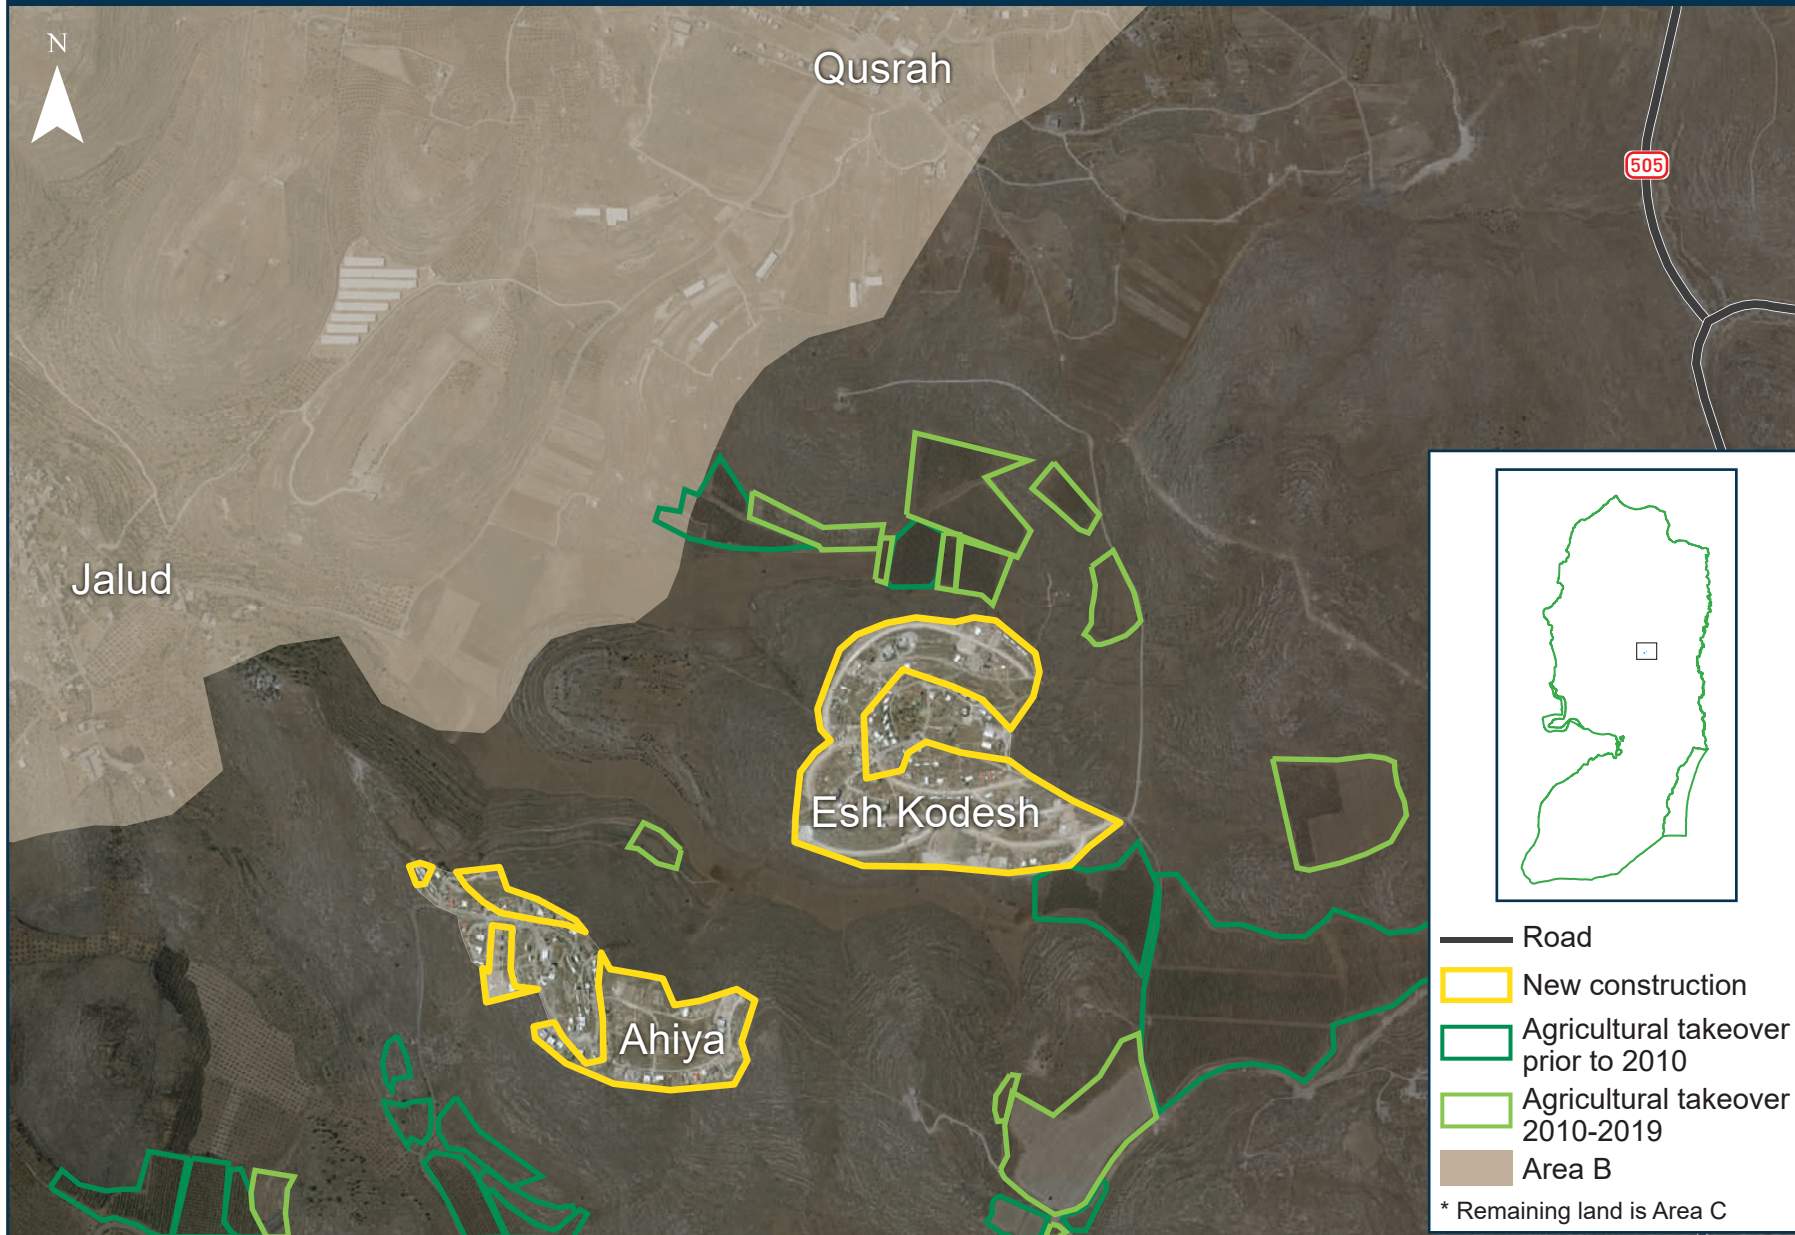 N
Qusrah
505
Jalud
Esh Kodesh
Ahiya
Road
New construction
Agricultural takeover
prior to 2010
Agricultural takeover
2010-2019
Area B
* Remaining land is Area C